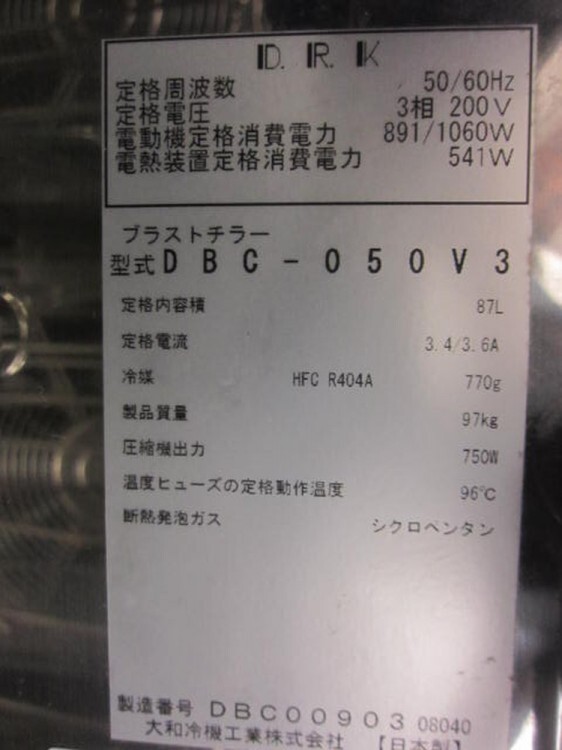 D.R.K
定格周波数 50/60Hz
定格電圧 3相 200V
電動機定格消費電力 891/1060W
電熱装置定格消費電力 541W
ブラストチラー
型式 DBC-050V3
定格内容積 87L
定格電流 3.4/3.6A
冷媒 HFC R404A 770g
製品質量 97kg
圧縮機出力 750W
温度ヒューズの定格動作温度 96℃
断熱発泡ガス シクロペンタン
製造番号 DBC00903 08040
大和冷機工業株式会社 【日本製】